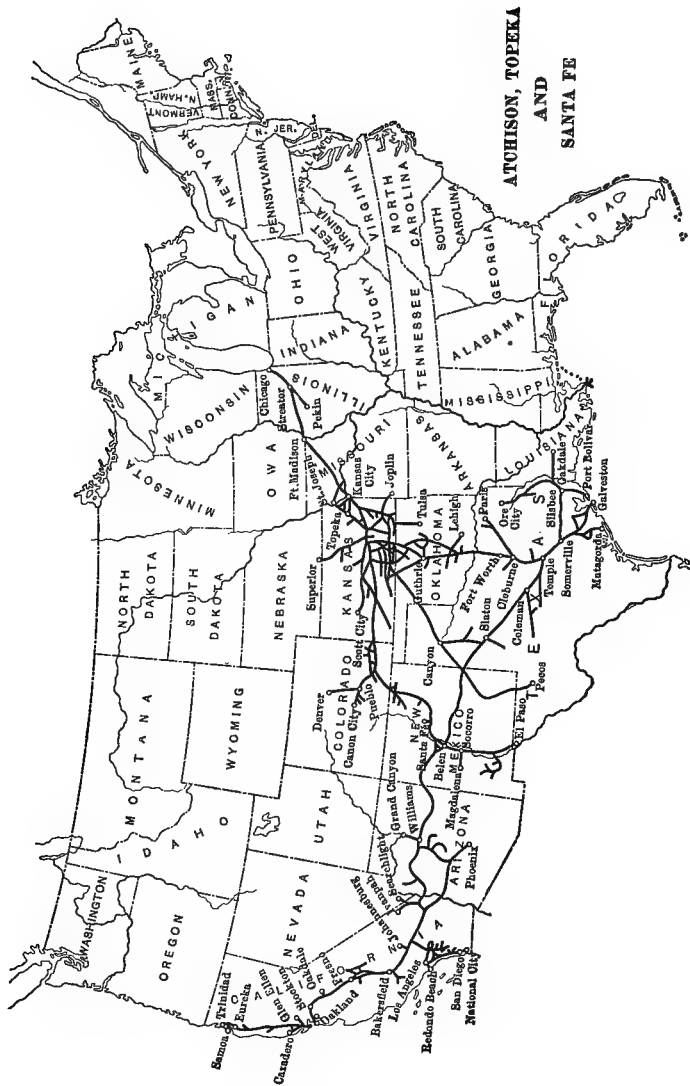 ATCHISON, TOPEKA
AND
SANTA FE
WASHINGTON
OREGON
IDAHO
MONTANA
WYOMING
NEVADA
UTAH
COLORADO
ARIZONA
NEW
MEXICO
NORTH
DAKOTA
SOUTH
DAKOTA
NEBRASKA
KANSAS
OKLAHOMA
TEXAS
MINNESOTA
IOWA
MISSOURI
ARKANSAS
LOUISIANA
WISCONSIN
MICHIGAN
ILLINOIS
INDIANA
OHIO
KENTUCKY
TENNESSEE
MISSISSIPPI
ALABAMA
GEORGIA
FLORIDA
SOUTH
CAROLINA
NORTH
CAROLINA
VIRGINIA
WEST
VIRGINIA
MARYLAND
DEL.
PENNSYLVANIA
N. JER.
NEW YORK
CONN.
MASS.
VERMONT
N. HAMP.
MAINE
Trinidad
Samoa
Eureka
Glen Ellen
Cazadero
Stockton
Oakdale
Oakland
Fresno
Bakersfield
Los Angeles
Redondo Beach
San Diego
National City
Johannesburg
Ivanpah
Searchlight
Grand Canyon
Williams
Phoenix
Magdalena
Socorro
Belen
Santa Fe
El Paso
Pecos
Denver
Canon City
Pueblo
Scott City
Superior
Topeka
St. Joseph
Kansas
City
Joplin
Tulsa
Lehigh
Guthrie
Canyon
Slaton
Coleman
Fort Worth
Cleburne
Paris
Ore
City
Temple
Somerville
Silsbee
Oakdale
Port Bolivar
Galveston
Matagorda
Ft. Madison
Streator
Pekin
Chicago